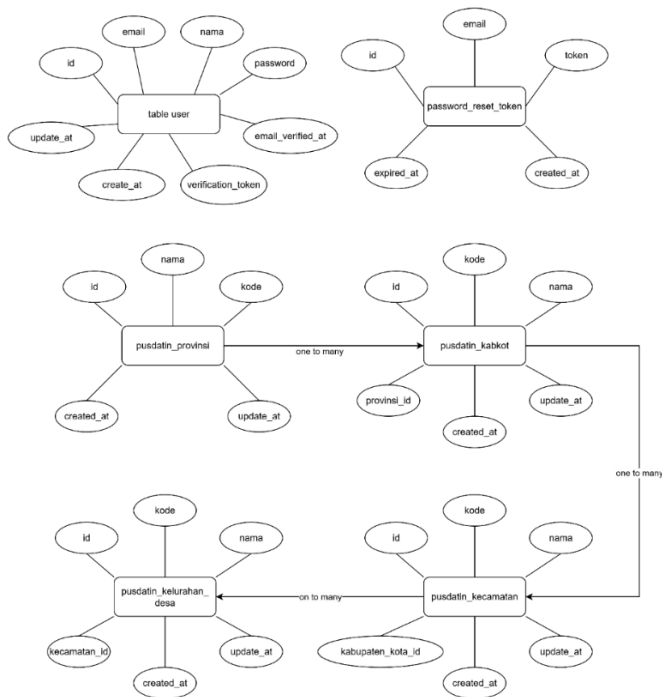 email
nama
id
password
table user
update_at
email_verified_at
create_at
verification_token
email
id
token
password_reset_token
expired_at
created_at
nama
id
kode
pusdatin_provinsi
one to many
created_at
update_at
kode
id
nama
pusdatin_kabkot
provinsi_id
update_at
created_at
one to many
kode
id
nama
pusdatin_kelurahan_
desa
on to many
kecamatan_id
update_at
created_at
kode
id
nama
pusdatin_kecamatan
kabupaten_kota_id
update_at
created_at